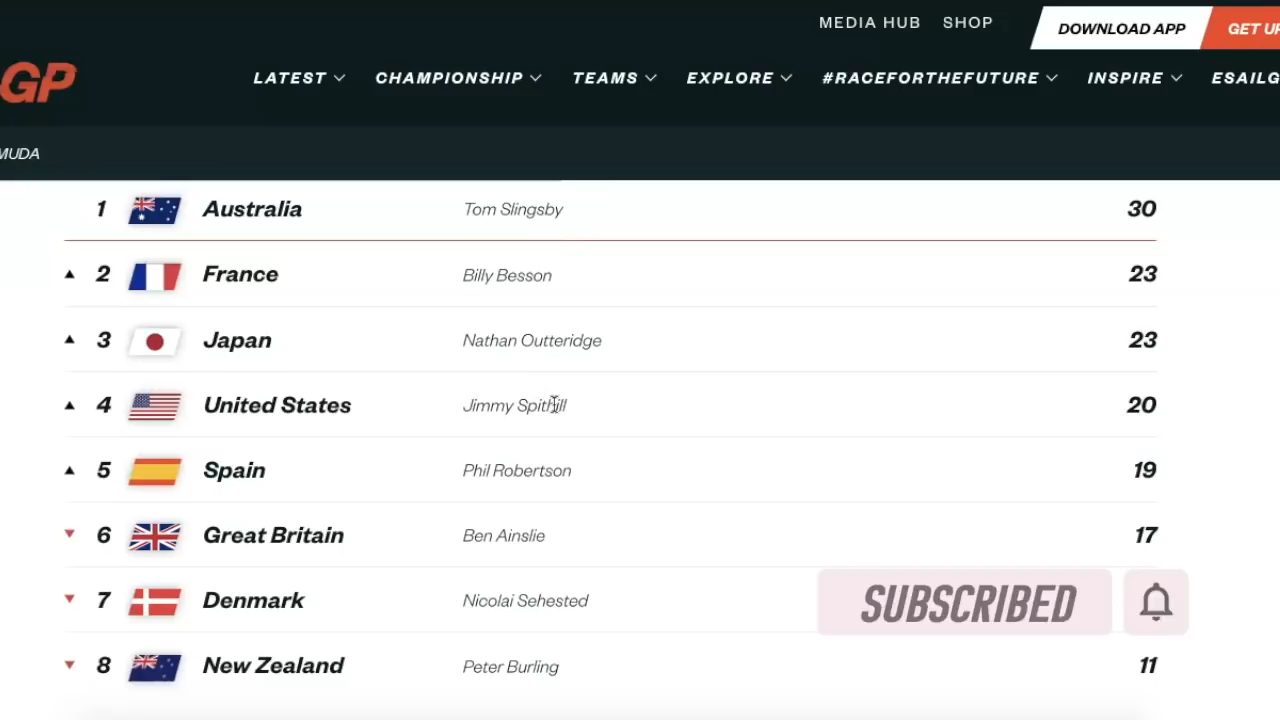 MEDIA HUB SHOP DOWNLOAD APP GET UP
GP LATEST CHAMPIONSHIP TEAMS EXPLORE #RACEFORTHEFUTURE INSPIRE ESAILG
MUDA
1 Australia Tom Slingsby 30
2 France Billy Besson 23
3 Japan Nathan Outteridge 23
4 United States Jimmy Spithill 20
5 Spain Phil Robertson 19
6 Great Britain Ben Ainslie 17
7 Denmark Nicolai Sehested SUBSCRIBED
8 New Zealand Peter Burling 11